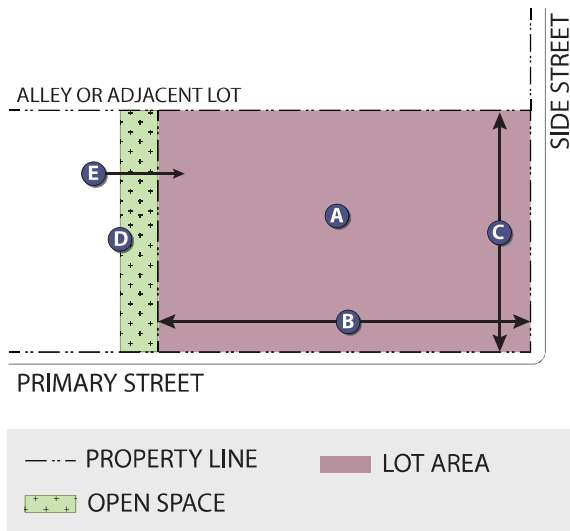 SIDE STREET
ALLEY OR ADJACENT LOT
E
A
D
C
B
PRIMARY STREET
PROPERTY LINE
LOT AREA
OPEN SPACE